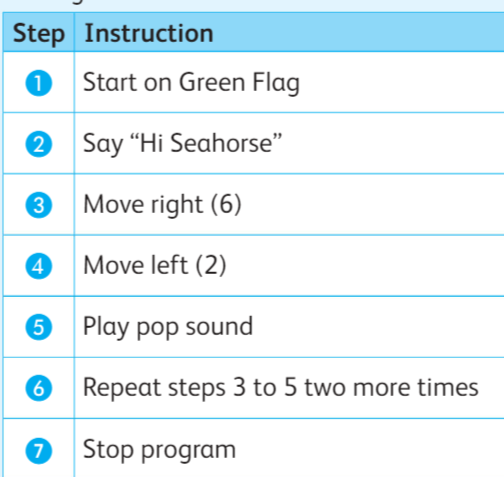 Step Instruction
1 Start on Green Flag
2 Say “Hi Seahorse”
3 Move right (6)
4 Move left (2)
5 Play pop sound
6 Repeat steps 3 to 5 two more times
7 Stop program